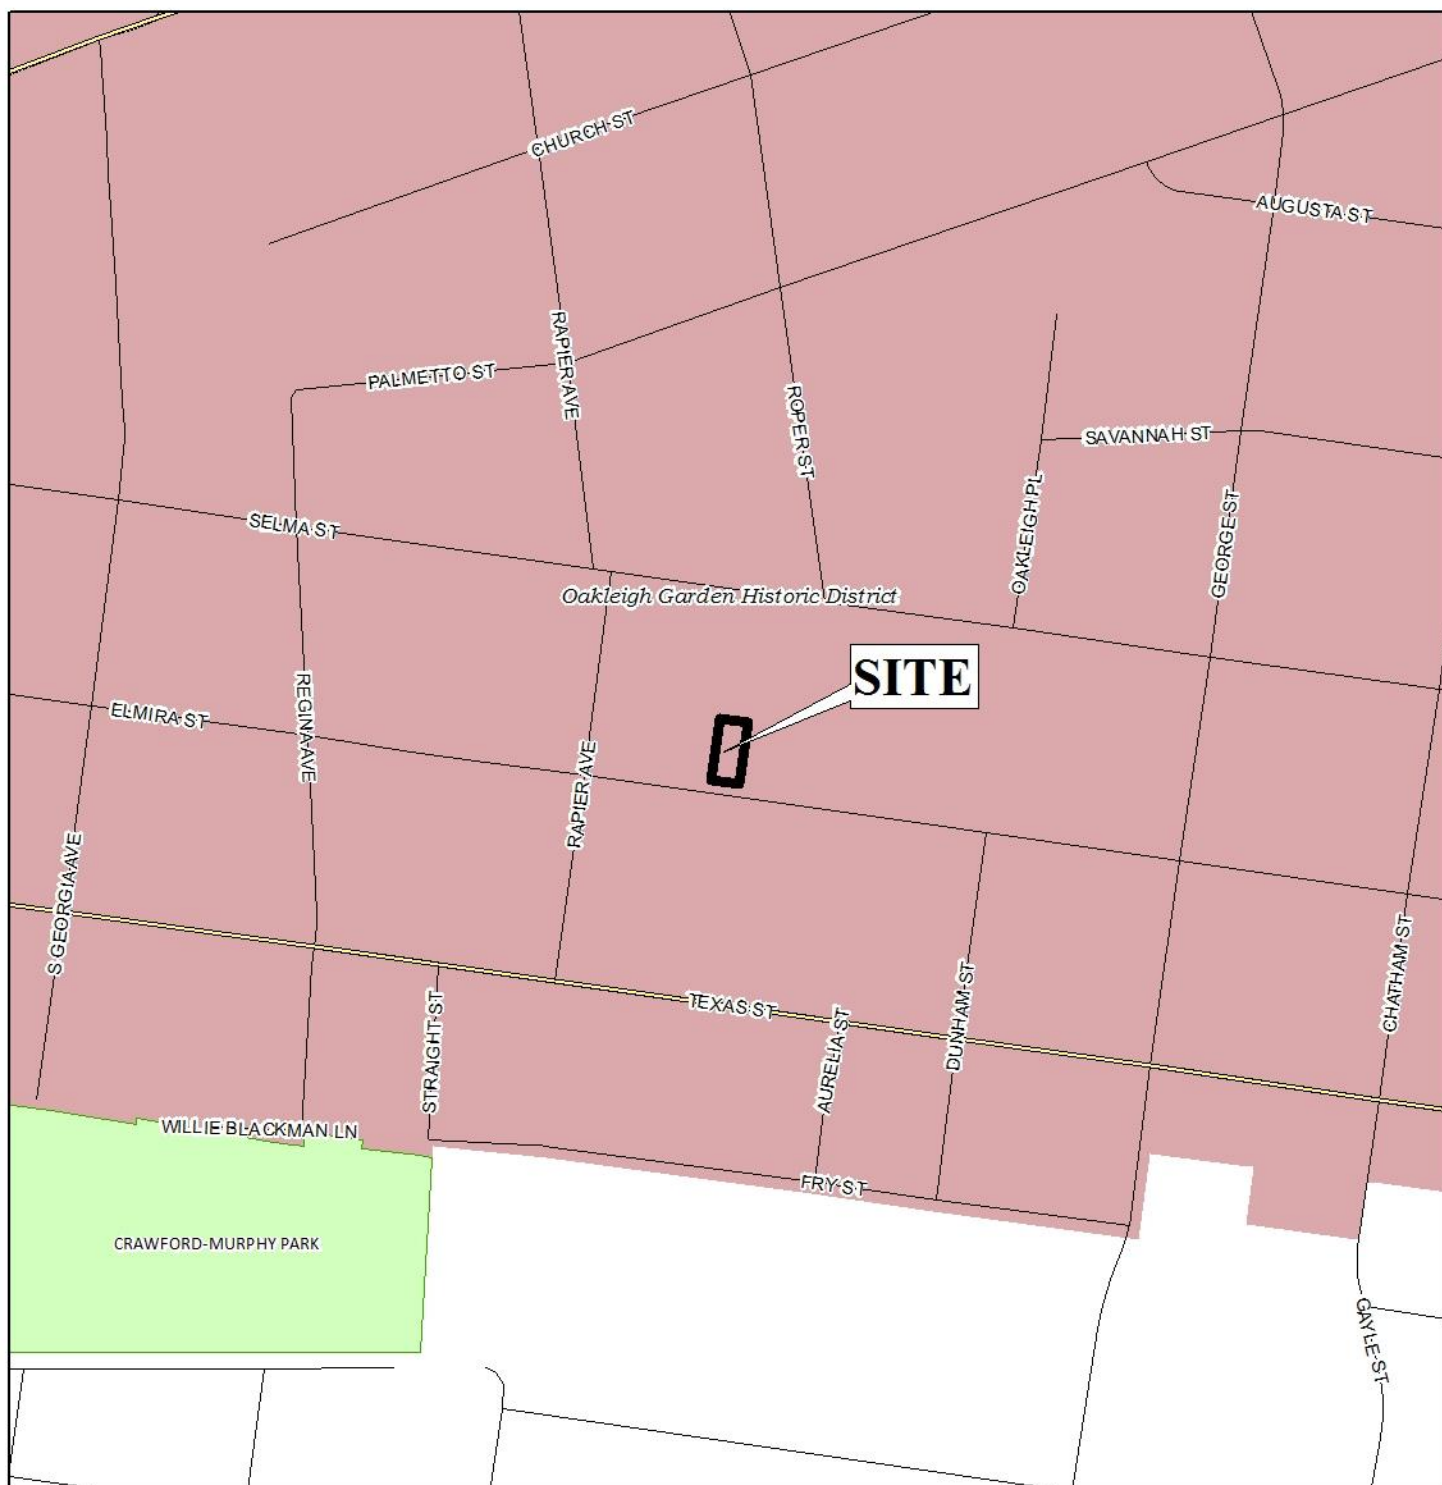 CHURCH ST
AUGUSTA ST
RAPIER AVE
PALMETTO ST
ROPER ST
SAVANNAH ST
OAKLEIGH PL
GEORGE ST
SELMA ST
Oakleigh Garden Historic District
SITE
REGINA AVE
ELMIRA ST
RAPIER AVE
S GEORGIA AVE
CHATHAM ST
DUNHAM ST
TEXAS ST
STRAIGHT ST
AURELIA ST
WILLIE BLACKMAN LN
FRY ST
CRAWFORD-MURPHY PARK
GAYLE ST